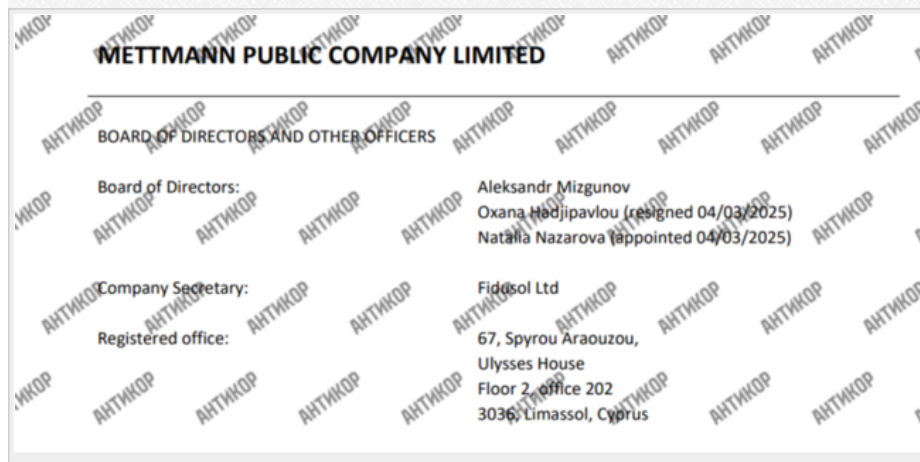 METTMANN PUBLIC COMPANY LIMITED
BOARD OF DIRECTORS AND OTHER OFFICERS
Board of Directors: Aleksandr Mizgunov
Oxana Hadjipavlou (resigned 04/03/2025)
Natalia Nazarova (appointed 04/03/2025)
Company Secretary: Fidusol Ltd
Registered office: 67, Spyrou Araouzou,
Ulysses House
Floor 2, office 202
3036, Limassol, Cyprus
АНТИКОР